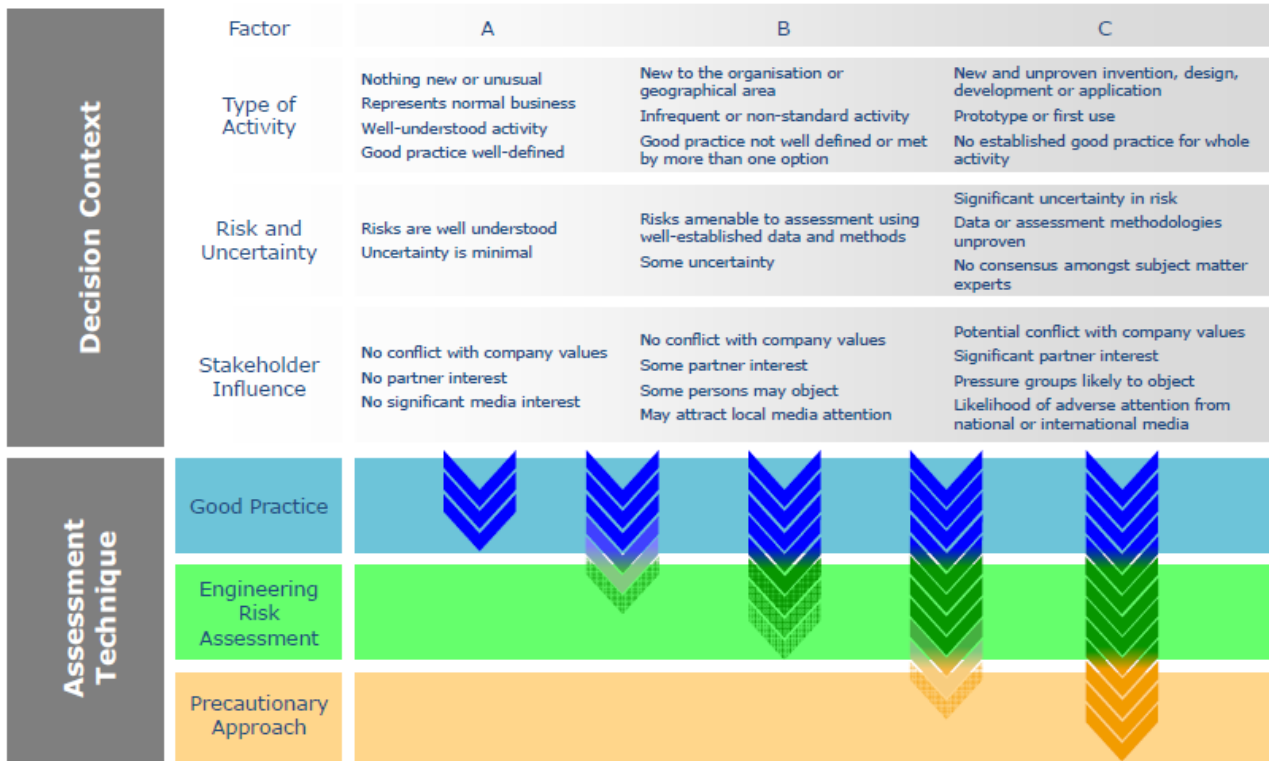 Decision Context
Factor
A
B
C
Type of
Activity
Nothing new or unusual
Represents normal business
Well-understood activity
Good practice well-defined
New to the organisation or
geographical area
Infrequent or non-standard activity
Good practice not well defined or met
by more than one option
New and unproven invention, design,
development or application
Prototype or first use
No established good practice for whole
activity
Risk and
Uncertainty
Risks are well understood
Uncertainty is minimal
Risks amenable to assessment using
well-established data and methods
Some uncertainty
Significant uncertainty in risk
Data or assessment methodologies
unproven
No consensus amongst subject matter
experts
Stakeholder
Influence
No conflict with company values
No partner interest
No significant media interest
No conflict with company values
Some partner interest
Some persons may object
May attract local media attention
Potential conflict with company values
Significant partner interest
Pressure groups likely to object
Likelihood of adverse attention from
national or international media
Assessment
Technique
Good Practice
Engineering
Risk
Assessment
Precautionary
Approach